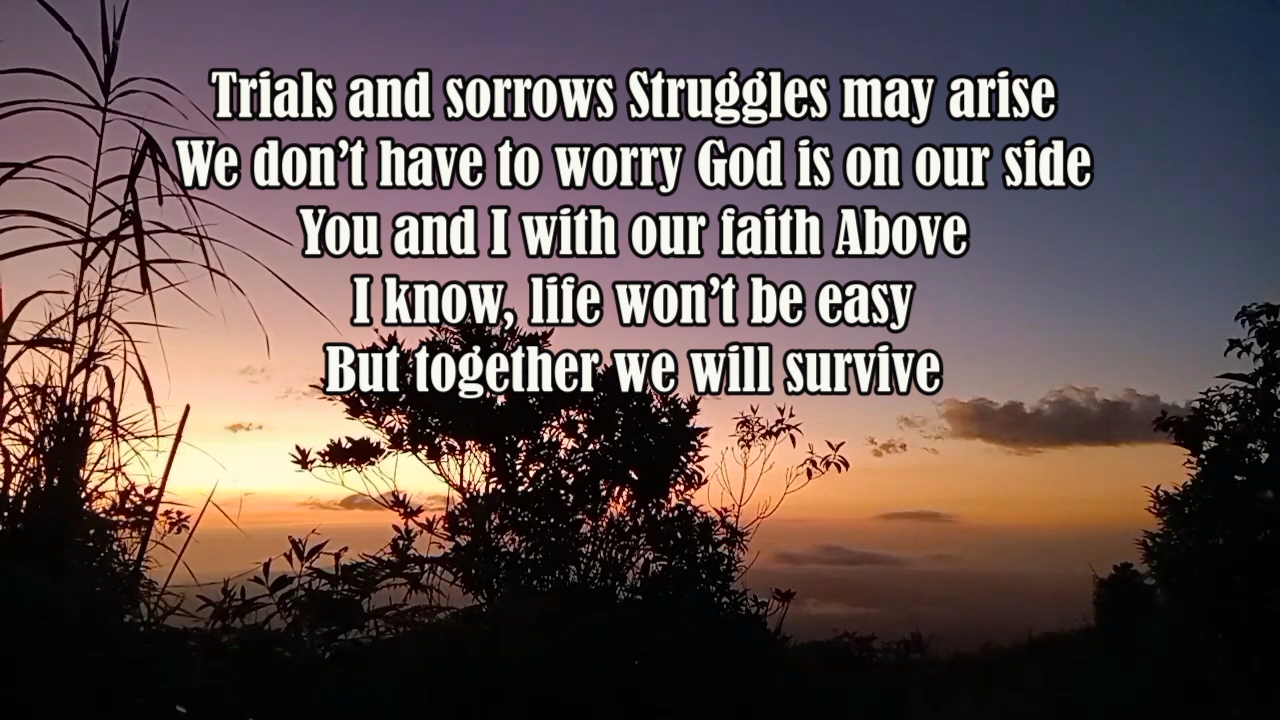 Trials and sorrows Struggles may arise
We don’t have to worry God is on our side
You and I with our faith Above
I know, life won’t be easy
But together we will survive